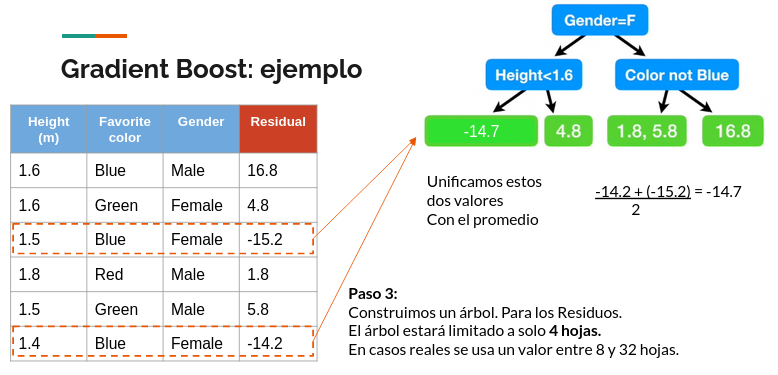 Gradient Boost: ejemplo
Height (m) Favorite color Gender Residual
1.6 Blue Male 16.8
1.6 Green Female 4.8
1.5 Blue Female -15.2
1.8 Red Male 1.8
1.5 Green Male 5.8
1.4 Blue Female -14.2
Gender=F
Height<1.6 Color not Blue
-14.7 4.8 1.8, 5.8 16.8
Unificamos estos
dos valores
Con el promedio
-14.2 + (-15.2) = -14.7
2
Paso 3:
Construimos un árbol. Para los Residuos.
El árbol estará limitado a solo 4 hojas.
En casos reales se usa un valor entre 8 y 32 hojas.